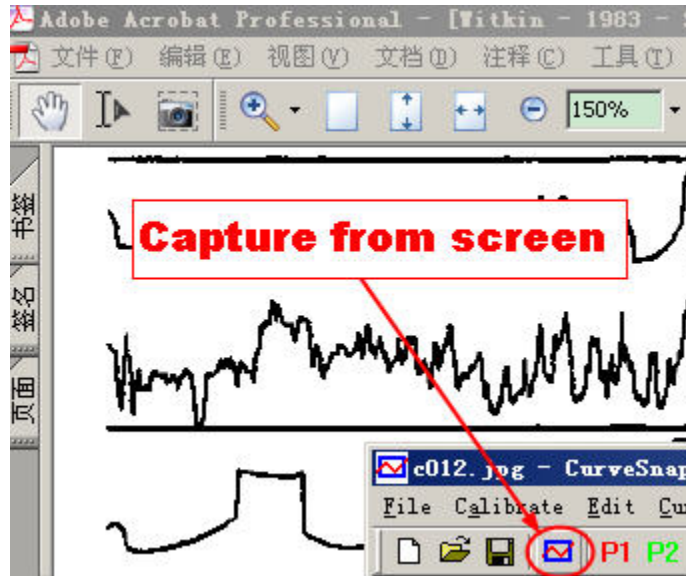 Adobe Acrobat Professional - [Witkin - 1983 -
文件(F) 编辑(E) 视图(V) 文档(D) 注释(C) 工具(T)
150%
书签
Capture from screen
签名
页面
c012.jpg - CurveSnap
File Calibrate Edit Cu
P1 P2